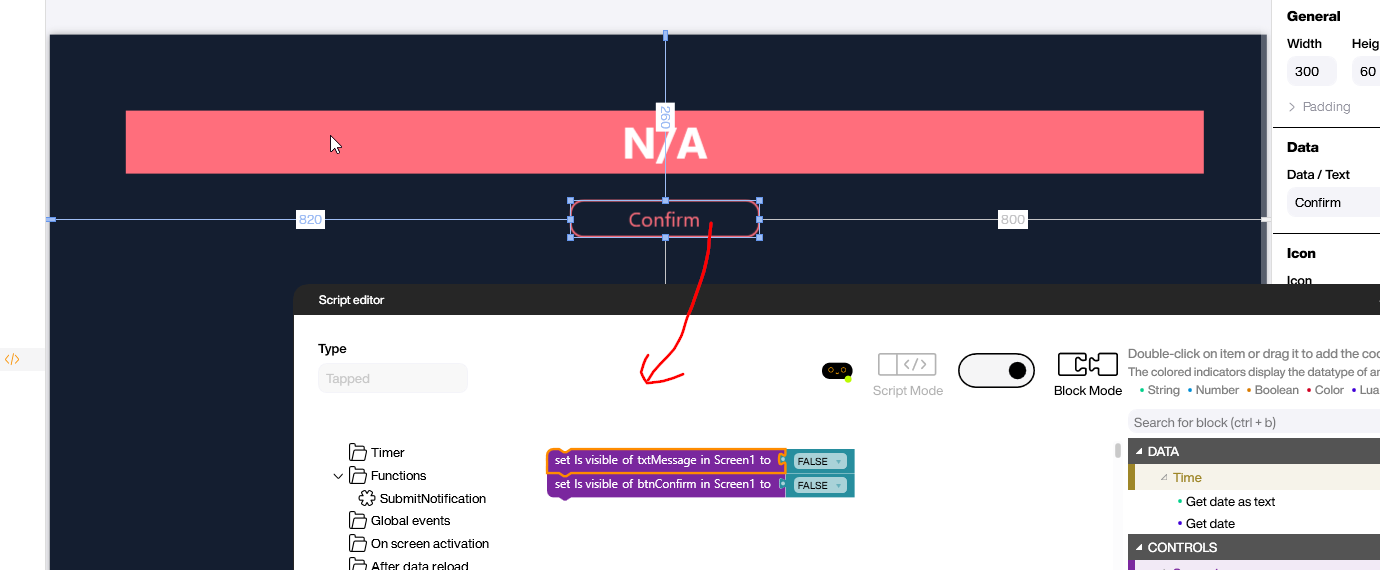 General
Width
300
60
Padding
260
N/A
Data
Data / Text
Confirm
820
Confirm
800
Icon
Icon
Script editor
Type
Tapped
Script Mode
Block Mode
Double-click on item or drag it to add the
The colored indicators display the datatype of
String Number Boolean Color
Search for block (ctrl + b)
DATA
Time
Get date as text
Get date
CONTROLS
Timer
Functions
SubmitNotification
Global events
On screen activation
After data reload
set Is visible of txtMessage in Screen1 to FALSE
set Is visible of btnConfirm in Screen1 to FALSE